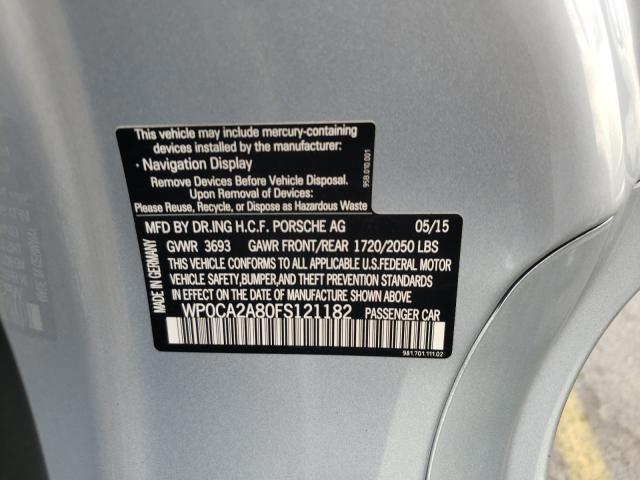 This vehicle may include mercury-containing
devices installed by the manufacturer:
· Navigation Display
Remove Devices Before Vehicle Disposal.
Upon Removal of Devices:
Please Reuse, Recycle, or Dispose as Hazardous Waste
95B.010.001
MFD BY DR.ING H.C.F. PORSCHE AG 05/15
GVWR 3693 GAWR FRONT/REAR 1720/2050 LBS
THIS VEHICLE CONFORMS TO ALL APPLICABLE U.S.FEDERAL MOTOR
VEHICLE SAFETY,BUMPER,AND THEFT PREVENTION STANDARDS
IN EFFECT ON THE DATE OF MANUFACTURE SHOWN ABOVE.
WP0CA2A80FS121182 PASSENGER CAR
MADE IN GERMANY
981.701.111.02